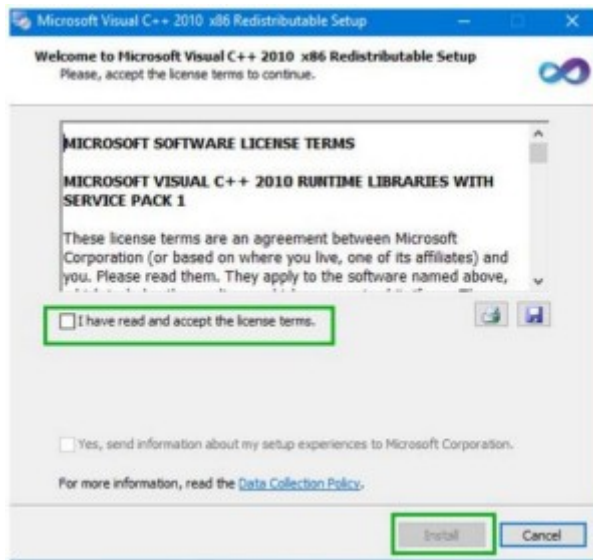 Microsoft Visual C++ 2010 x86 Redistributable Setup
Welcome to Microsoft Visual C++ 2010 x86 Redistributable Setup
Please, accept the license terms to continue.
MICROSOFT SOFTWARE LICENSE TERMS
MICROSOFT VISUAL C++ 2010 RUNTIME LIBRARIES WITH
SERVICE PACK 1
These license terms are an agreement between Microsoft
Corporation (or based on where you live, one of its affiliates) and
you. Please read them. They apply to the software named above,
I have read and accept the license terms.
Yes, send information about my setup experiences to Microsoft Corporation.
For more information, read the Data Collection Policy.
Install
Cancel